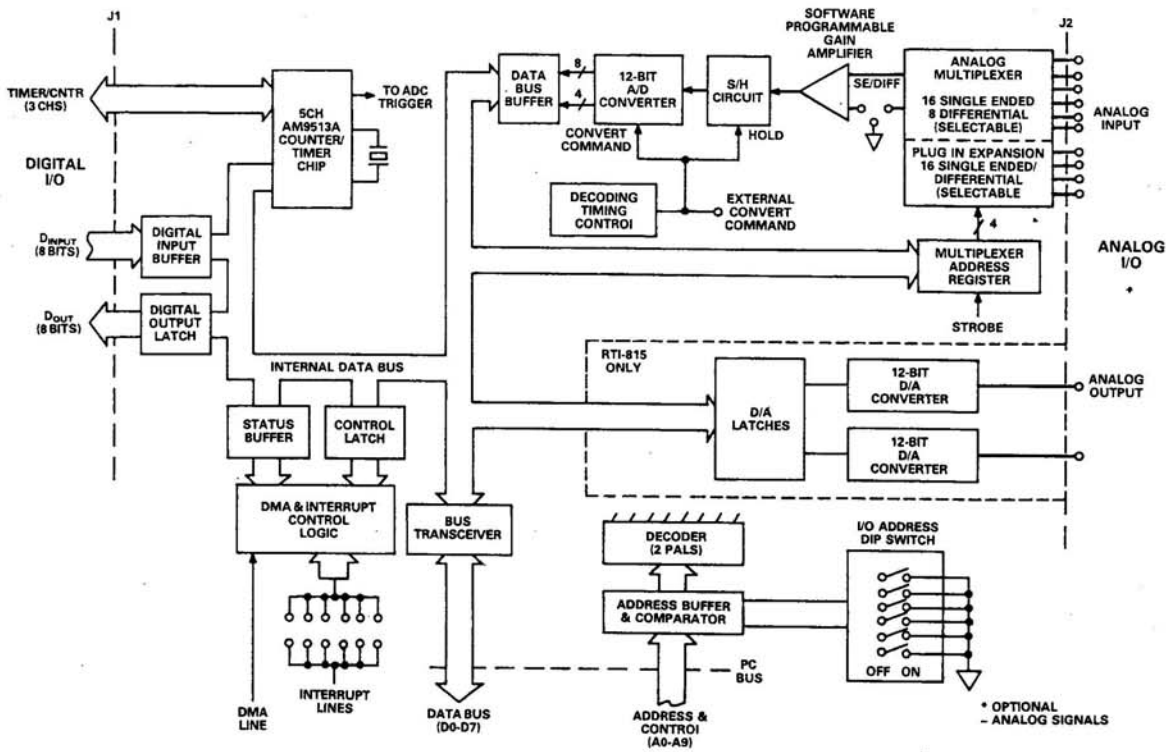 J1
J2
SOFTWARE
PROGRAMMABLE
GAIN
AMPLIFIER
TIMER/CNTR
(3 CHS)
5CH
AM9513A
COUNTER/
TIMER
CHIP
TO ADC
TRIGGER
DATA
BUS
BUFFER
8
4
12-BIT
A/D
CONVERTER
S/H
CIRCUIT
SE/DIFF
ANALOG
MULTIPLEXER
16 SINGLE ENDED
8 DIFFERENTIAL
(SELECTABLE)
ANALOG
INPUT
CONVERT
COMMAND
HOLD
PLUG IN EXPANSION
16 SINGLE ENDED/
DIFFERENTIAL
(SELECTABLE
DIGITAL
I/O
DECODING
TIMING
CONTROI
EXTERNAL
CONVERT
COMMAND
4
DINPUT
(8 BITS)
DIGITAL
INPUT
BUFFER
MULTIPLEXER
ADDRESS
REGISTER
ANALOG
I/O
+
DOUT
(8 BITS)
DIGITAL
OUTPUT
LATCH
STROBE
INTERNAL DATA BUS
RTI-815
ONLY
STATUS
BUFFER
CONTROL
LATCH
D/A
LATCHES
12-BIT
D/A
CONVERTER
ANALOG
OUTPUT
12-BIT
D/A
CONVERTER
DMA & INTERRUPT
CONTROL
LOGIC
BUS
TRANSCEIVER
DECODER
(2 PALS)
I/O ADDRESS
DIP SWITCH
ADDRESS BUFFER
& COMPARATOR
OFF ON
PC
BUS
DMA
LINE
INTERRUPT
LINES
DATA BUS
(D0-D7)
ADDRESS &
CONTROI
(A0-A9)
* OPTIONAL
– ANALOG SIGNALS